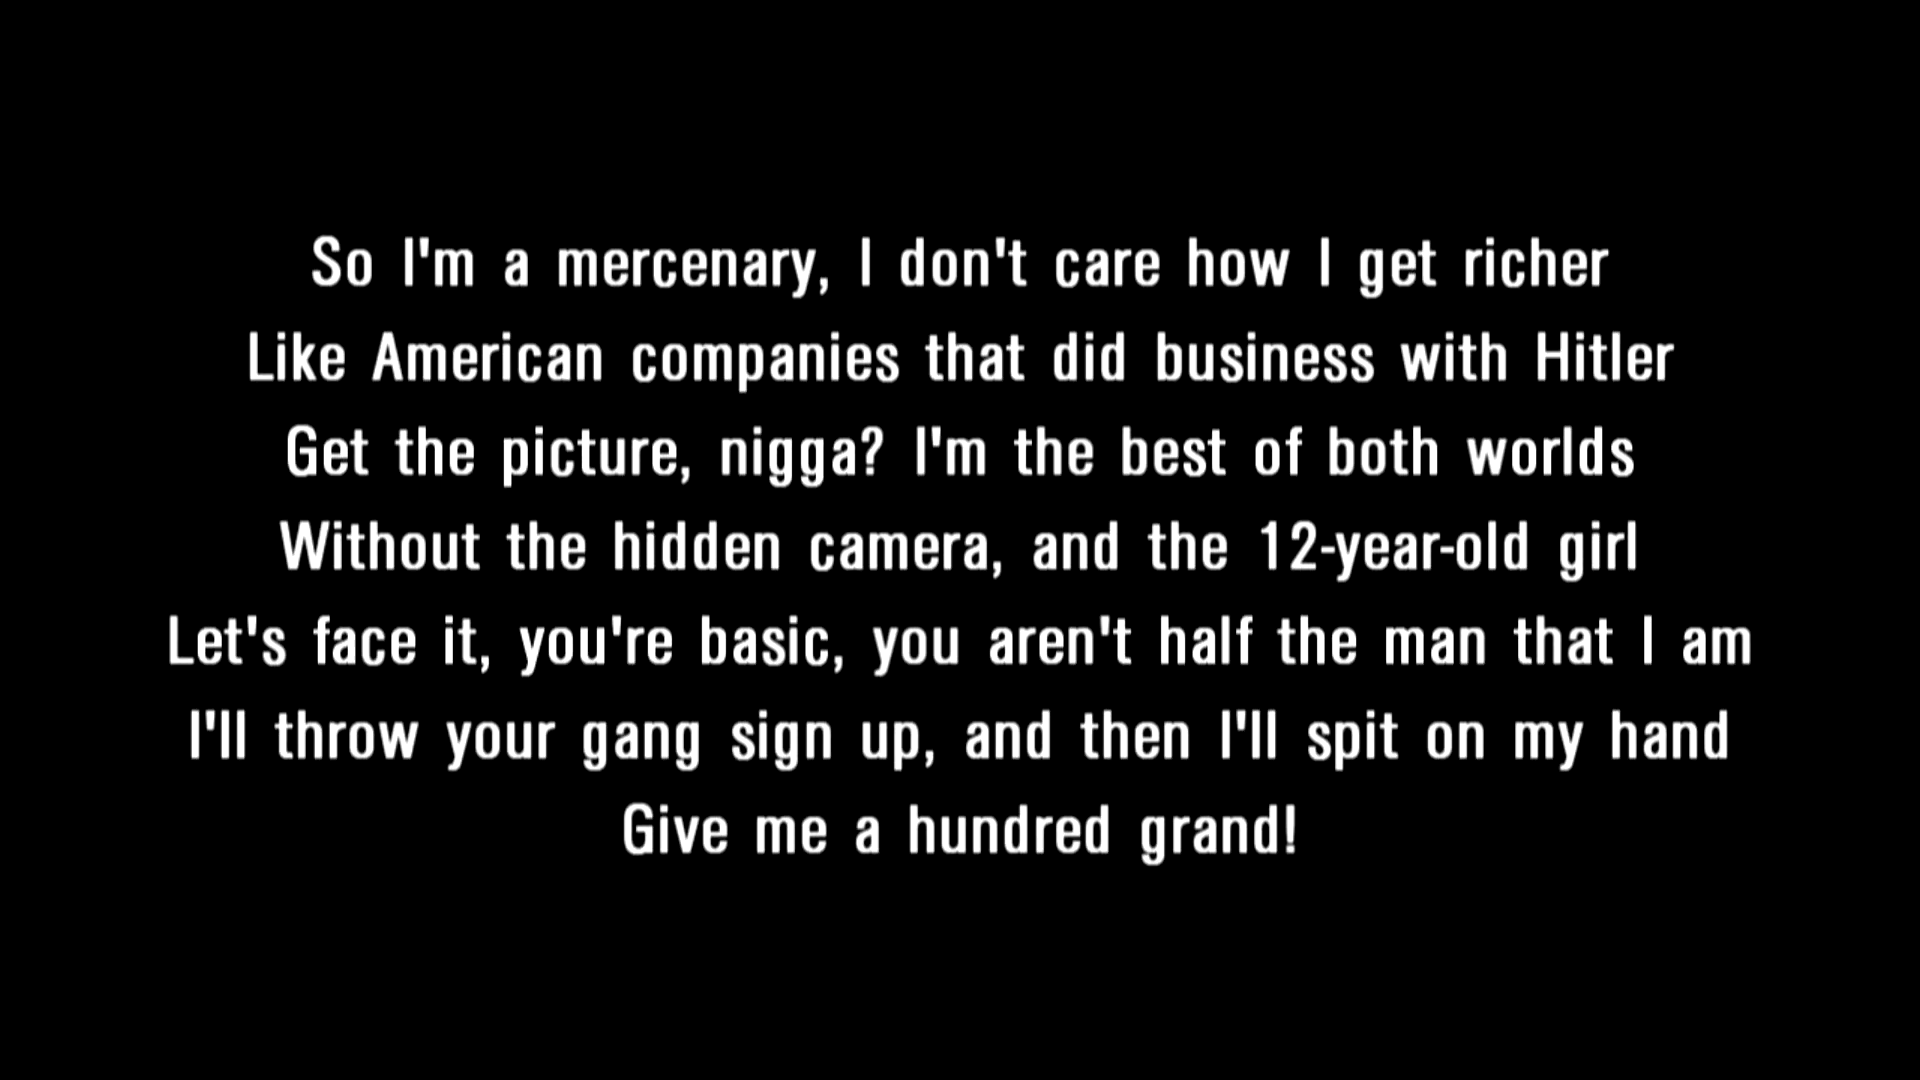 So I'm a mercenary, I don't care how I get richer
Like American companies that did business with Hitler
Get the picture, nigga? I'm the best of both worlds
Without the hidden camera, and the 12-year-old girl
Let's face it, you're basic, you aren't half the man that I am
I'll throw your gang sign up, and then I'll spit on my hand
Give me a hundred grand!